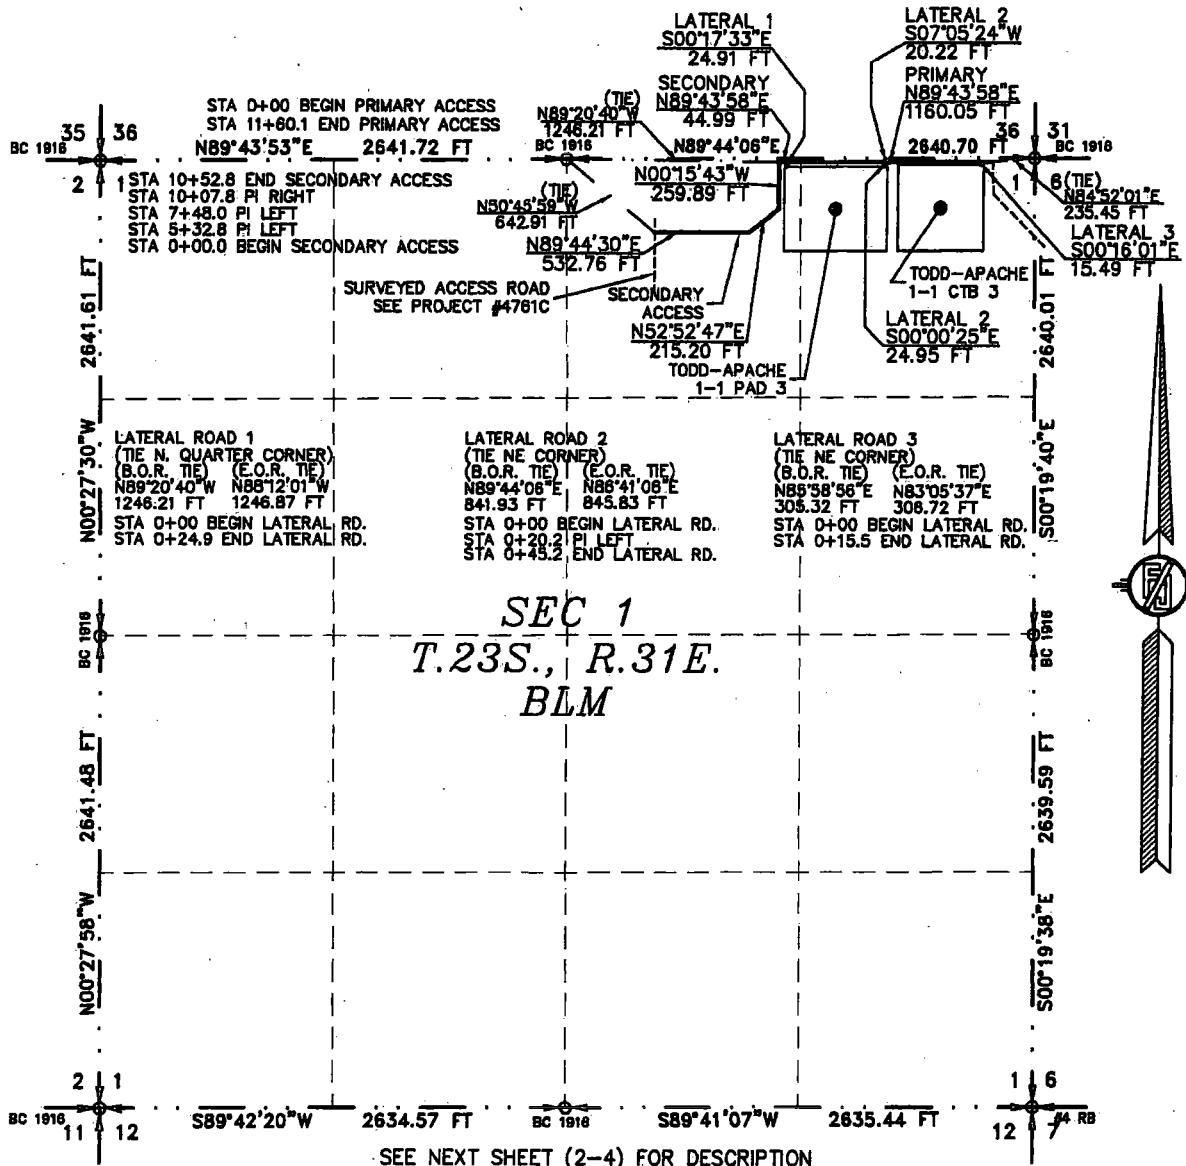 LATERAL 1
S00°17'33"E
24.91 FT
LATERAL 2
S07°05'24"W
20.22 FT
SECONDARY
N89°43'58"E
44.99 FT
PRIMARY
N89°43'58"E
1160.05 FT
STA 0+00 BEGIN PRIMARY ACCESS
STA 11+60.1 END PRIMARY ACCESS
(TIE)
N89°20'40"W
1246.21 FT
35 36
BC 1916
N89°43'53"E 2641.72 FT
BC 1916
N89°44'06"E 2640.70 FT
36 31
BC 1916
2 1
1 6
STA 10+52.8 END SECONDARY ACCESS
STA 10+07.8 PI RIGHT
STA 7+48.0 PI LEFT
STA 5+32.8 PI LEFT
STA 0+00.0 BEGIN SECONDARY ACCESS
(TIE)
N50°45'59"W
642.91 FT
N00°15'43"W
259.89 FT
(TIE)
N84°52'01"E
235.45 FT
N89°44'30"E
532.76 FT
LATERAL 3
S00°16'01"E
15.49 FT
SURVEYED ACCESS ROAD
SEE PROJECT #4761C
SECONDARY
ACCESS
N52°52'47"E
215.20 FT
TODD-APACHE
1-1 PAD 3
TODD-APACHE
1-1 CTB 3
LATERAL 2
S00°00'25"E
24.95 FT
N00°27'30"W 2641.61 FT
S00°19'40"E 2640.01 FT
LATERAL ROAD 1
(TIE N. QUARTER CORNER)
(B.O.R. TIE) (E.O.R. TIE)
N89°20'40"W N88°12'01"W
1246.21 FT 1246.87 FT
STA 0+00 BEGIN LATERAL RD.
STA 0+24.9 END LATERAL RD.
LATERAL ROAD 2
(TIE NE CORNER)
(B.O.R. TIE) (E.O.R. TIE)
N89°44'06"E N86°41'06"E
841.93 FT 845.83 FT
STA 0+00 BEGIN LATERAL RD.
STA 0+20.2 PI LEFT
STA 0+45.2 END LATERAL RD.
LATERAL ROAD 3
(TIE NE CORNER)
(B.O.R. TIE) (E.O.R. TIE)
N85°58'56"E N83°05'37"E
305.32 FT 306.72 FT
STA 0+00 BEGIN LATERAL RD.
STA 0+15.5 END LATERAL RD.
SEC 1
T.23S., R.31E.
BLM
BC 1916
BC 1916
N00°27'58"W 2641.48 FT
S00°19'38"E 2639.59 FT
2 1
1 6
BC 1916
S89°42'20"W 2634.57 FT
BC 1916
S89°41'07"W 2635.44 FT
#4 RB
11 12
12 7
SEE NEXT SHEET (2-4) FOR DESCRIPTION